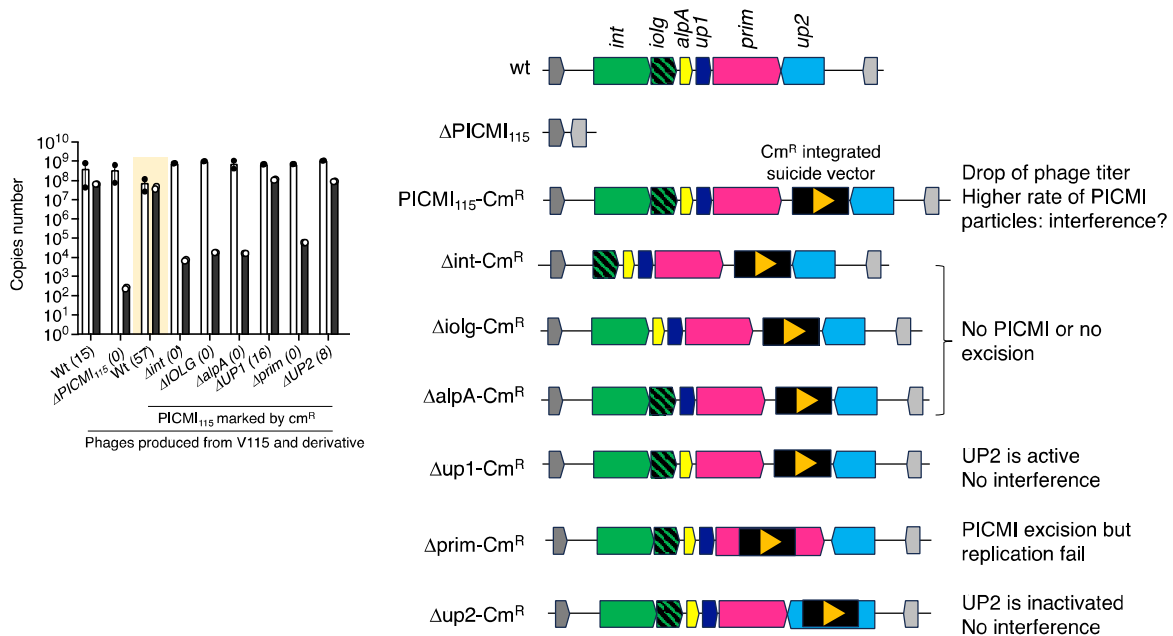 int
iolg
alpA
up1
prim
up2
wt
ΔPICMI115
Cm^R integrated
suicide vector
PICMI115-Cm^R
Drop of phage titer
Higher rate of PICMI
particles: interference?
Δint-Cm^R
Δiolg-Cm^R
No PICMI or no
excision
ΔalpA-Cm^R
Δup1-Cm^R
UP2 is active
No interference
Δprim-Cm^R
PICMI excision but
replication fail
Δup2-Cm^R
UP2 is inactivated
No interference
Copies number
10^10
10^9
10^8
10^7
10^6
10^5
10^4
10^3
10^2
10^1
10^0
Wt (15)
ΔPICMI115 (0)
Wt (57)
Δint (0)
ΔIOLG (0)
ΔalpA (0)
ΔUP1 (16)
Δprim (0)
ΔUP2 (8)
PICMI115 marked by cm^R
Phages produced from V115 and derivative